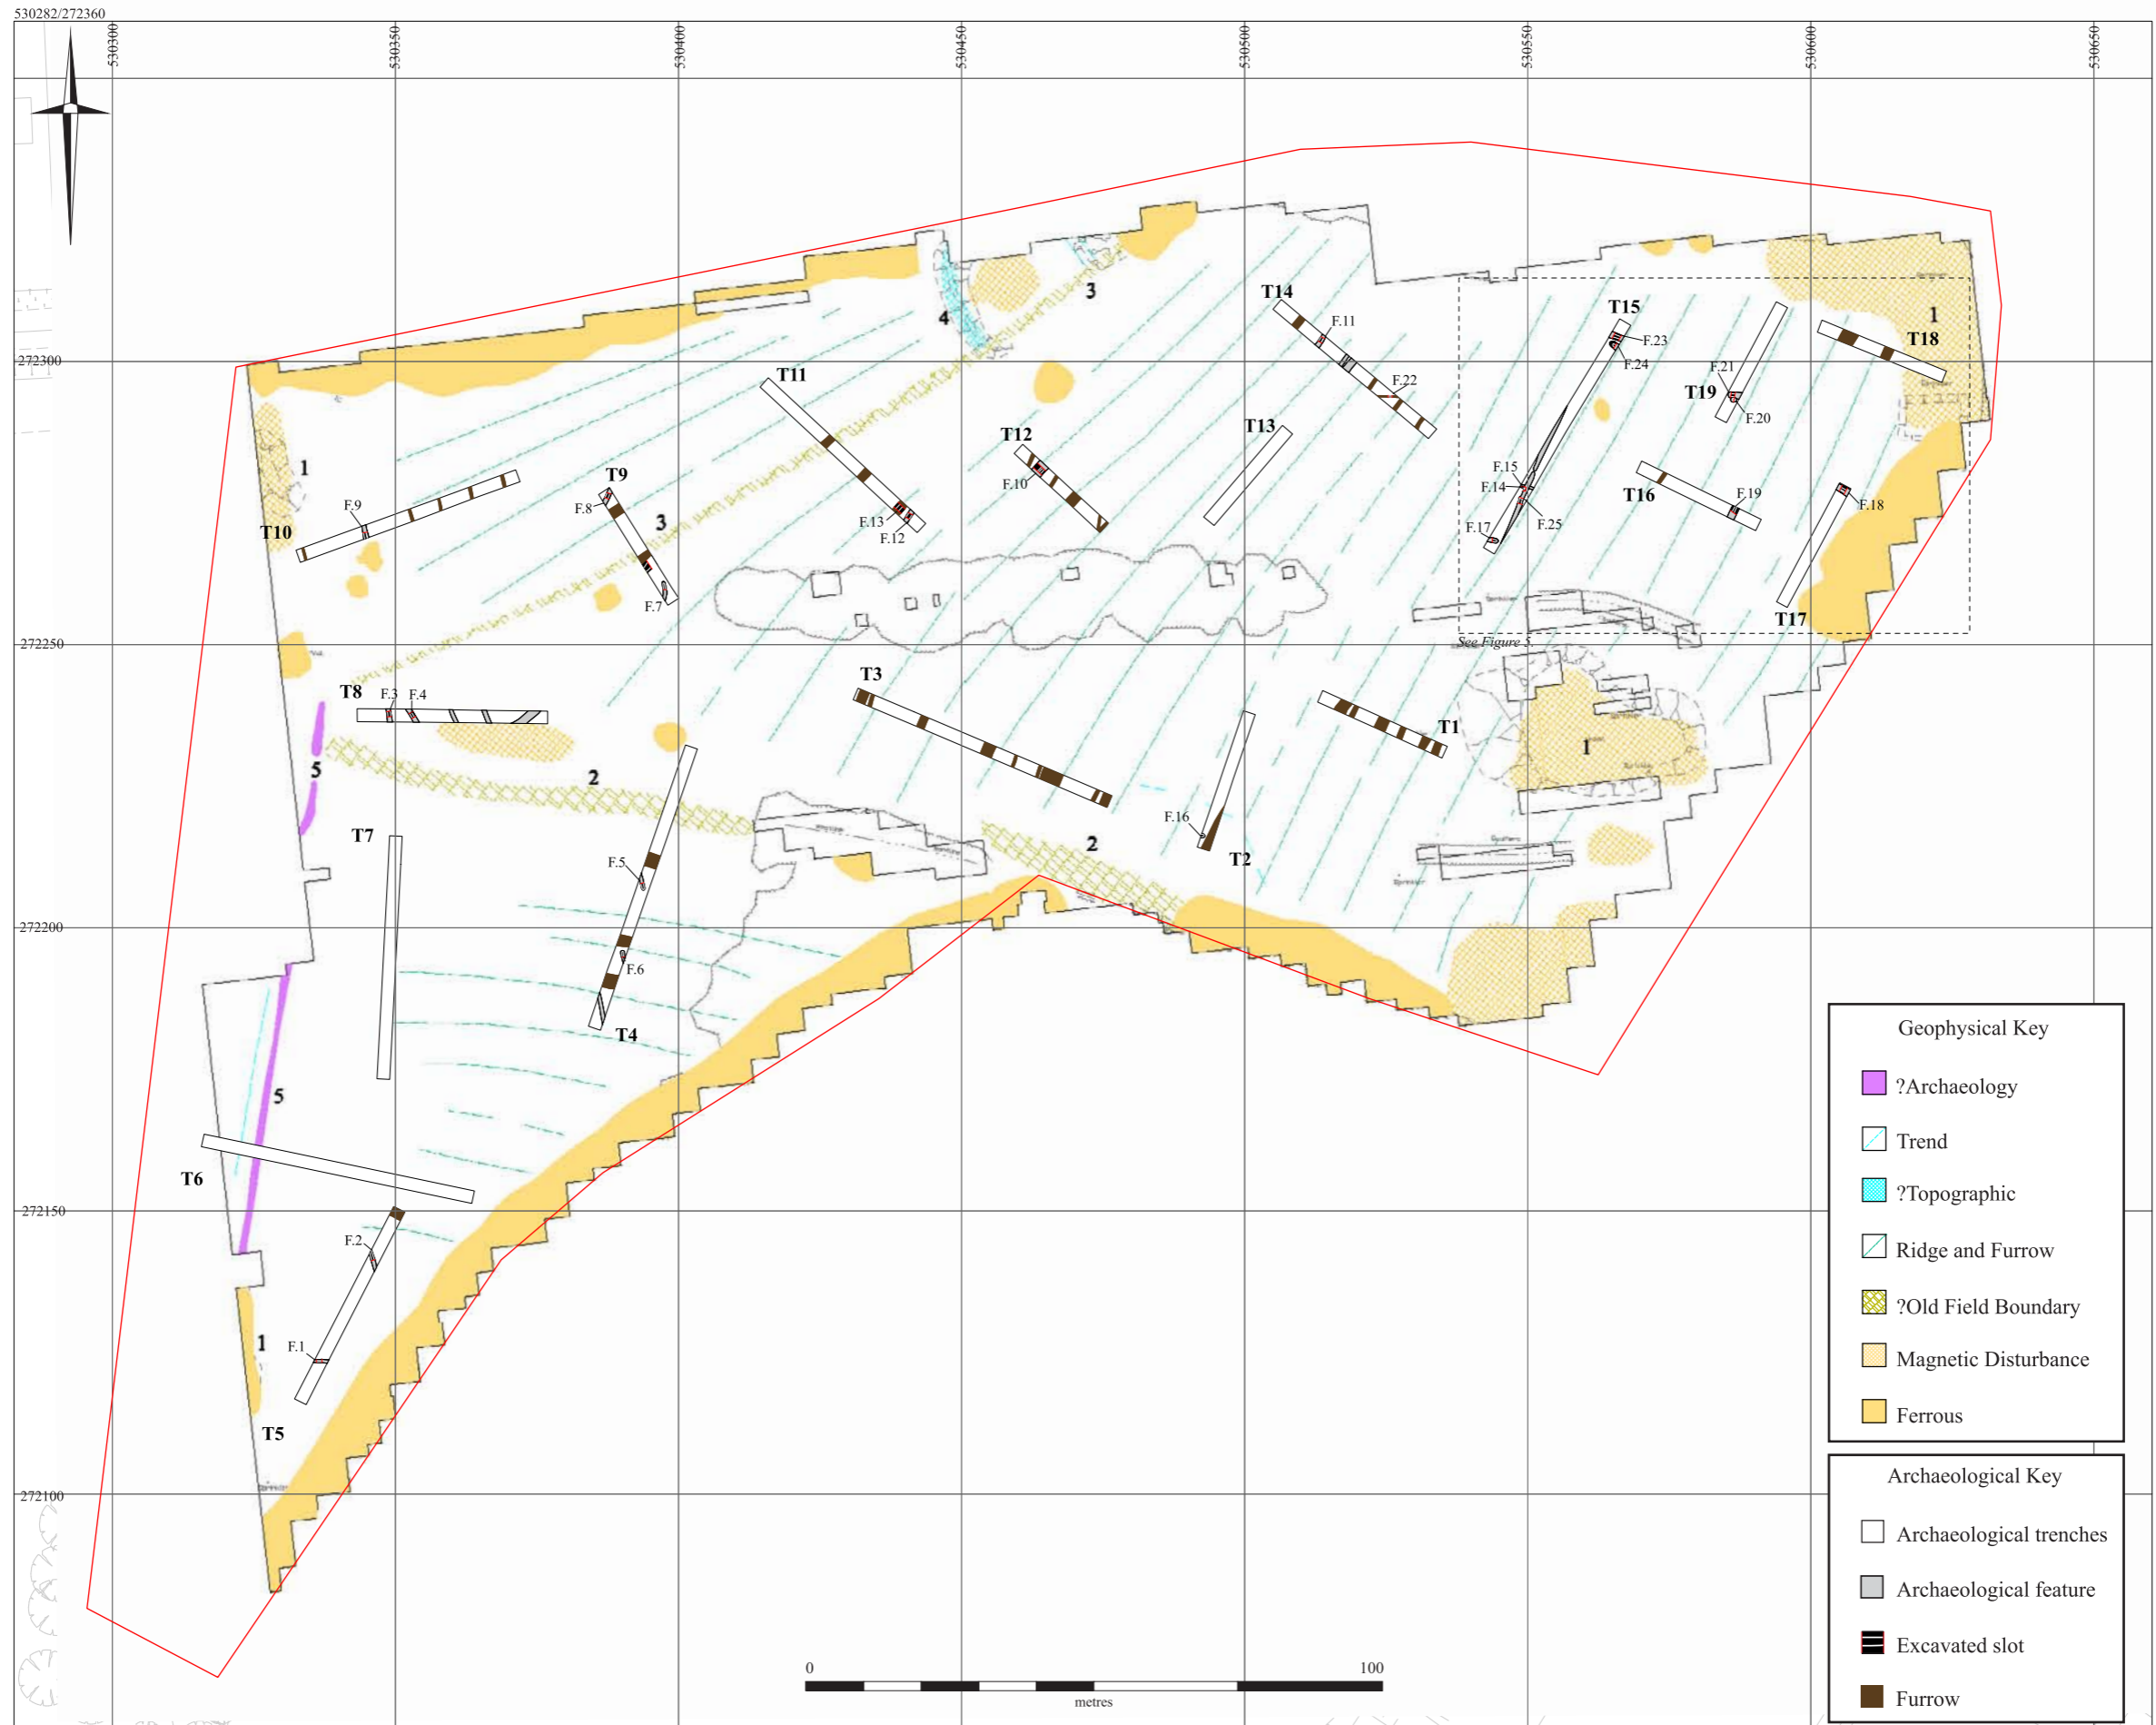 530282/272360
530300
530350
530400
530450
530500
530550
530600
530650
272300
272250
272200
272150
272100
T14
F.11
F.22
T15
F.23
F.24
T18
1
3
4
T11
T12
T13
F.21
T19
F.20
F.10
F.15
F.14
F.25
F.17
T16
F.19
F.18
T17
1
T9
F.8
3
F.7
F.9
T10
F.13
F.12
See Figure 5.
T8
F.3
F.4
T3
T1
1
5
2
T7
F.16
T2
2
F.5
F.6
T4
5
T6
F.2
F.1
1
T5
0
100
metres
Geophysical Key
?Archaeology
Trend
?Topographic
Ridge and Furrow
?Old Field Boundary
Magnetic Disturbance
Ferrous
Archaeological Key
Archaeological trenches
Archaeological feature
Excavated slot
Furrow